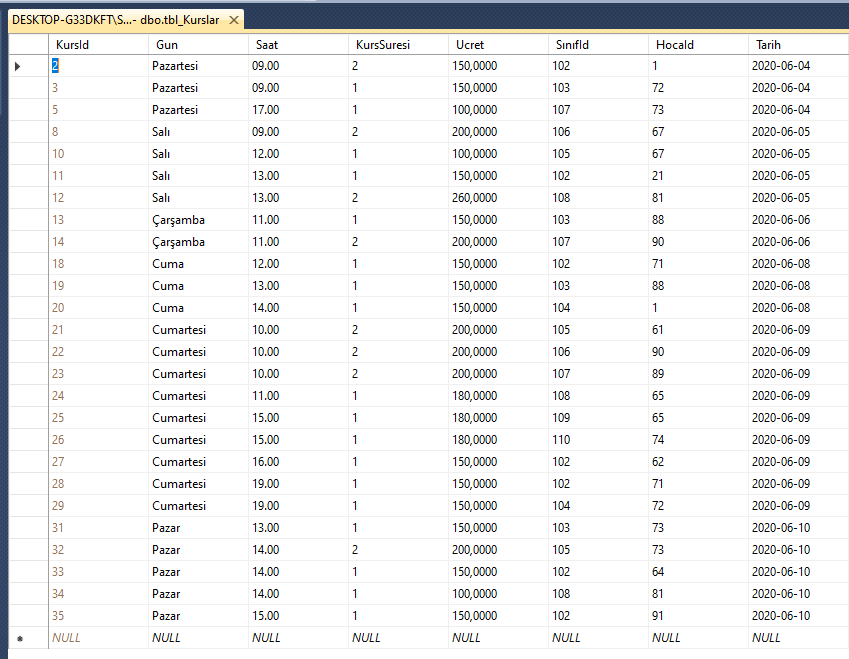 DESKTOP-G33DKFT\S...- dbo.tbl_Kurslar ✕
KursId Gun Saat KursSuresi Ucret SınıfId HocaId Tarih
2 Pazartesi 09.00 2 150,0000 102 1 2020-06-04
3 Pazartesi 09.00 1 150,0000 103 72 2020-06-04
5 Pazartesi 17.00 1 100,0000 107 73 2020-06-04
8 Salı 09.00 2 200,0000 106 67 2020-06-05
10 Salı 12.00 1 100,0000 105 67 2020-06-05
11 Salı 13.00 1 150,0000 102 21 2020-06-05
12 Salı 13.00 2 260,0000 108 81 2020-06-05
13 Çarşamba 11.00 1 150,0000 103 88 2020-06-06
14 Çarşamba 11.00 2 200,0000 107 90 2020-06-06
18 Cuma 12.00 1 150,0000 102 71 2020-06-08
19 Cuma 13.00 1 150,0000 103 88 2020-06-08
20 Cuma 14.00 1 150,0000 104 1 2020-06-08
21 Cumartesi 10.00 2 200,0000 105 61 2020-06-09
22 Cumartesi 10.00 2 200,0000 106 90 2020-06-09
23 Cumartesi 10.00 2 200,0000 107 89 2020-06-09
24 Cumartesi 11.00 1 180,0000 108 65 2020-06-09
25 Cumartesi 15.00 1 180,0000 109 65 2020-06-09
26 Cumartesi 15.00 1 180,0000 110 74 2020-06-09
27 Cumartesi 16.00 1 150,0000 102 62 2020-06-09
28 Cumartesi 19.00 1 150,0000 102 71 2020-06-09
29 Cumartesi 19.00 1 150,0000 104 72 2020-06-09
31 Pazar 13.00 1 150,0000 103 73 2020-06-10
32 Pazar 14.00 2 200,0000 105 73 2020-06-10
33 Pazar 14.00 1 150,0000 102 64 2020-06-10
34 Pazar 14.00 1 100,0000 108 81 2020-06-10
35 Pazar 15.00 1 150,0000 102 91 2020-06-10
NULL NULL NULL NULL NULL NULL NULL NULL